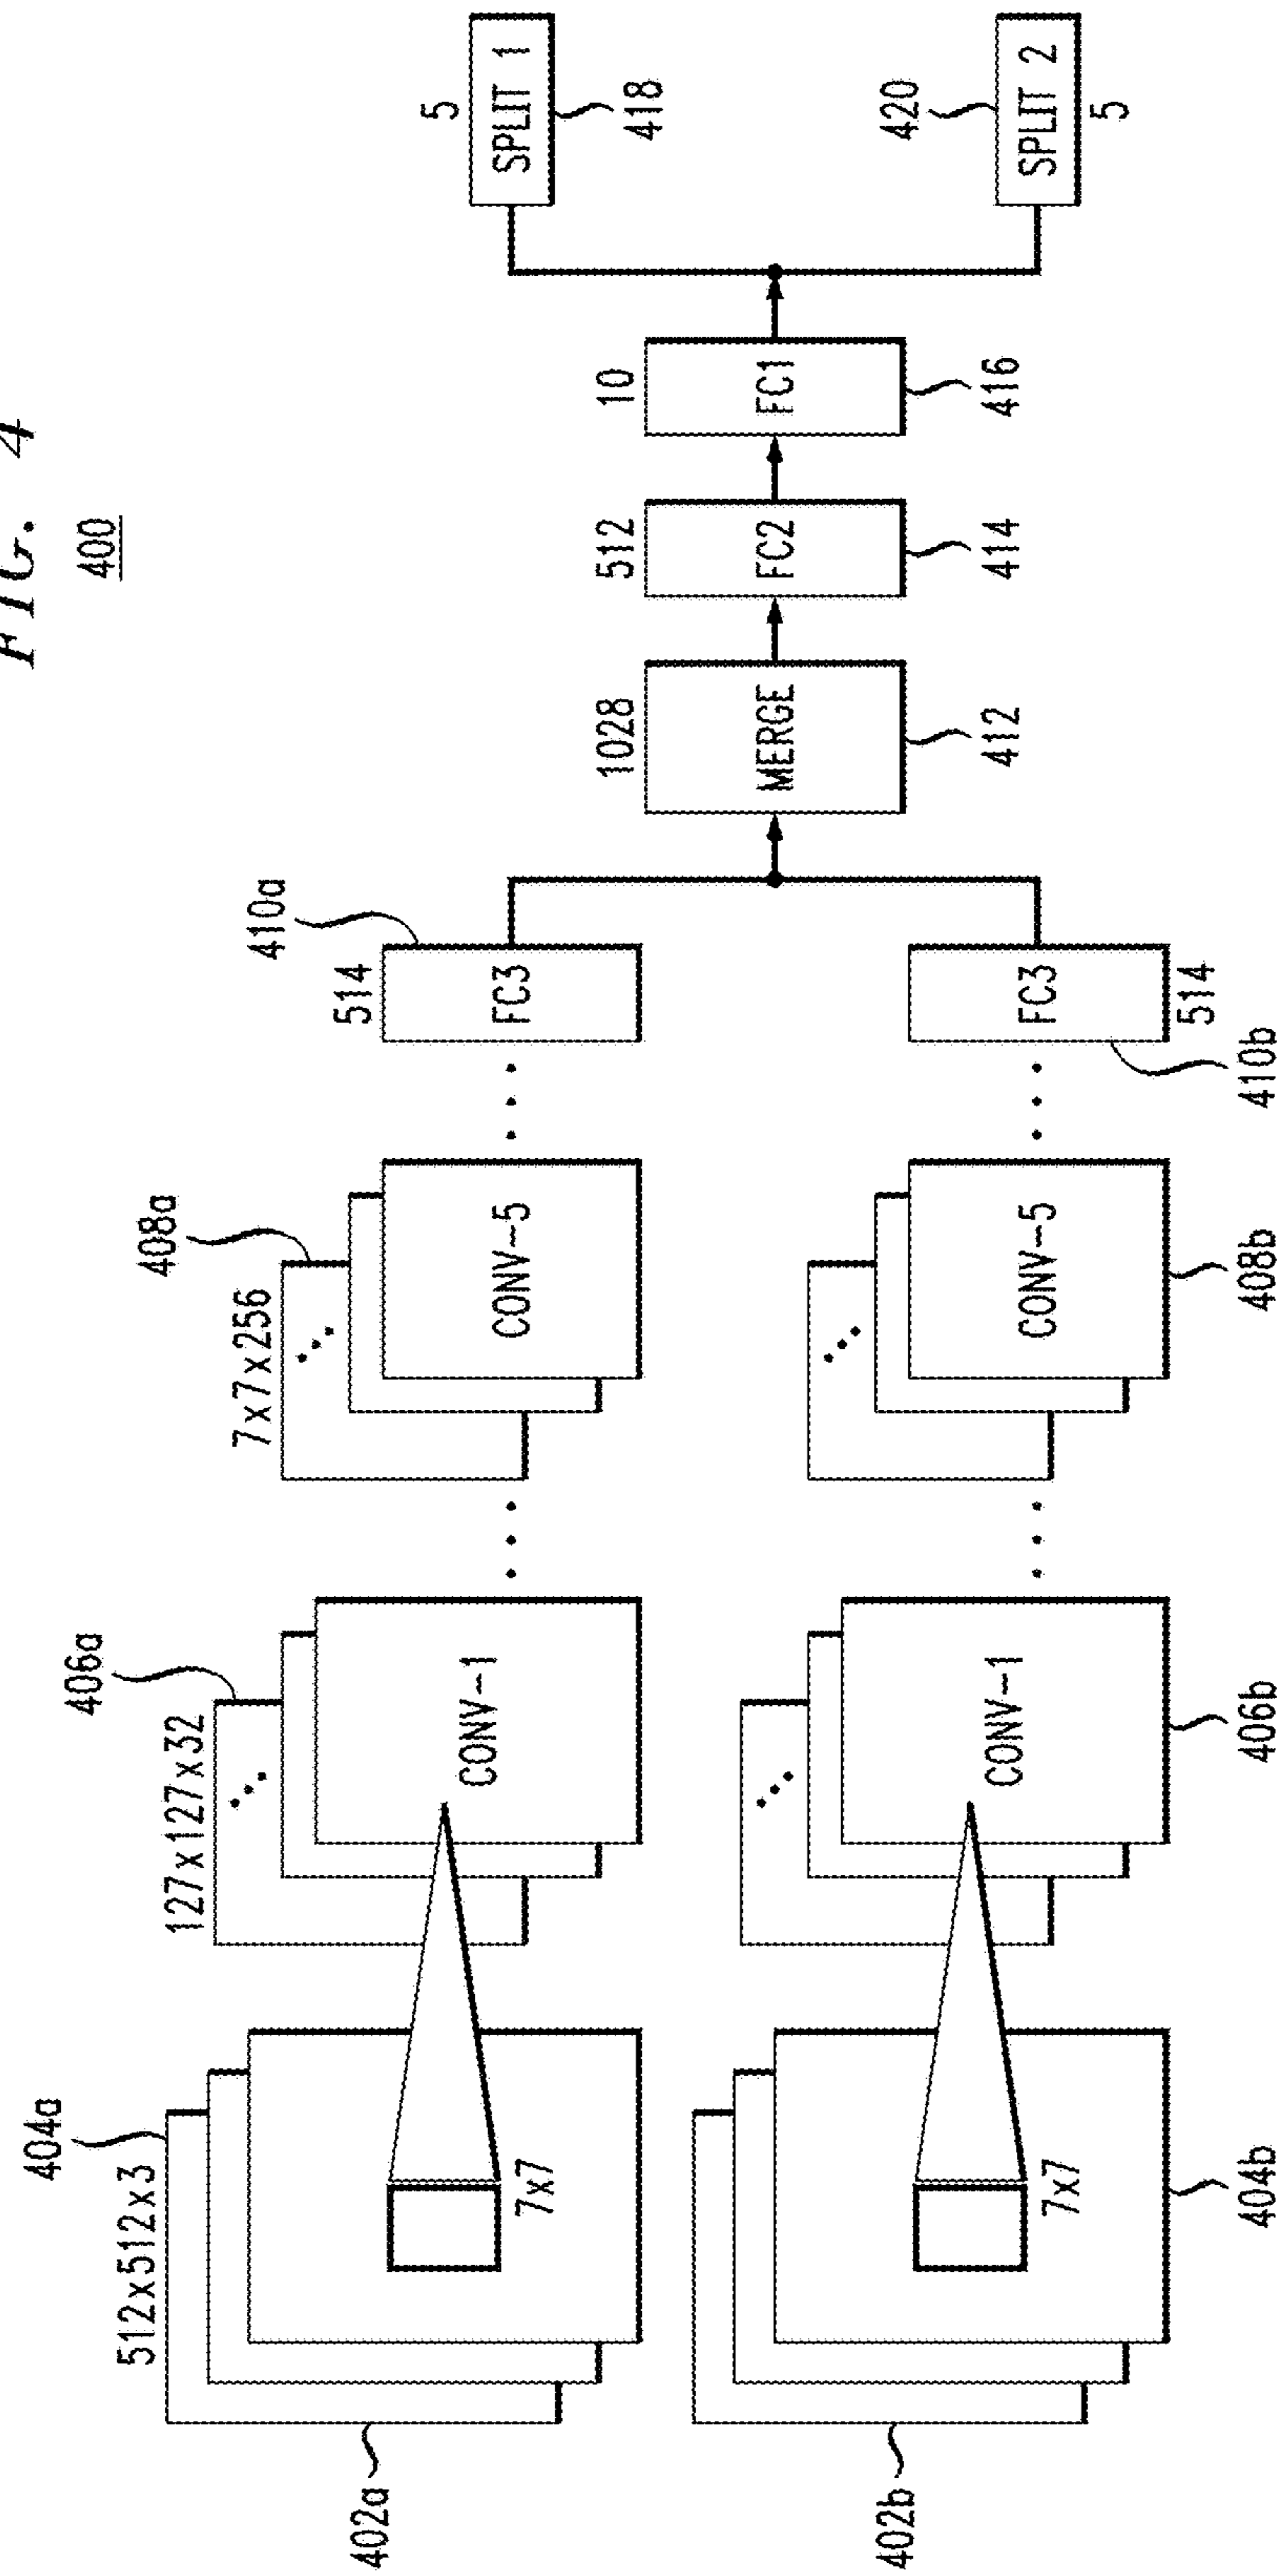 FIG. 4
400
404a
512x512x3
402a
7x7
406a
127x127x32
CONV-1
408a
7x7x256
CONV-5
410a
514
FC3
402b
7x7
404b
CONV-1
406b
CONV-5
408b
FC3
514
410b
1028
MERGE
412
512
FC2
414
10
FC1
416
5
SPLIT 1
418
420
SPLIT 2
5